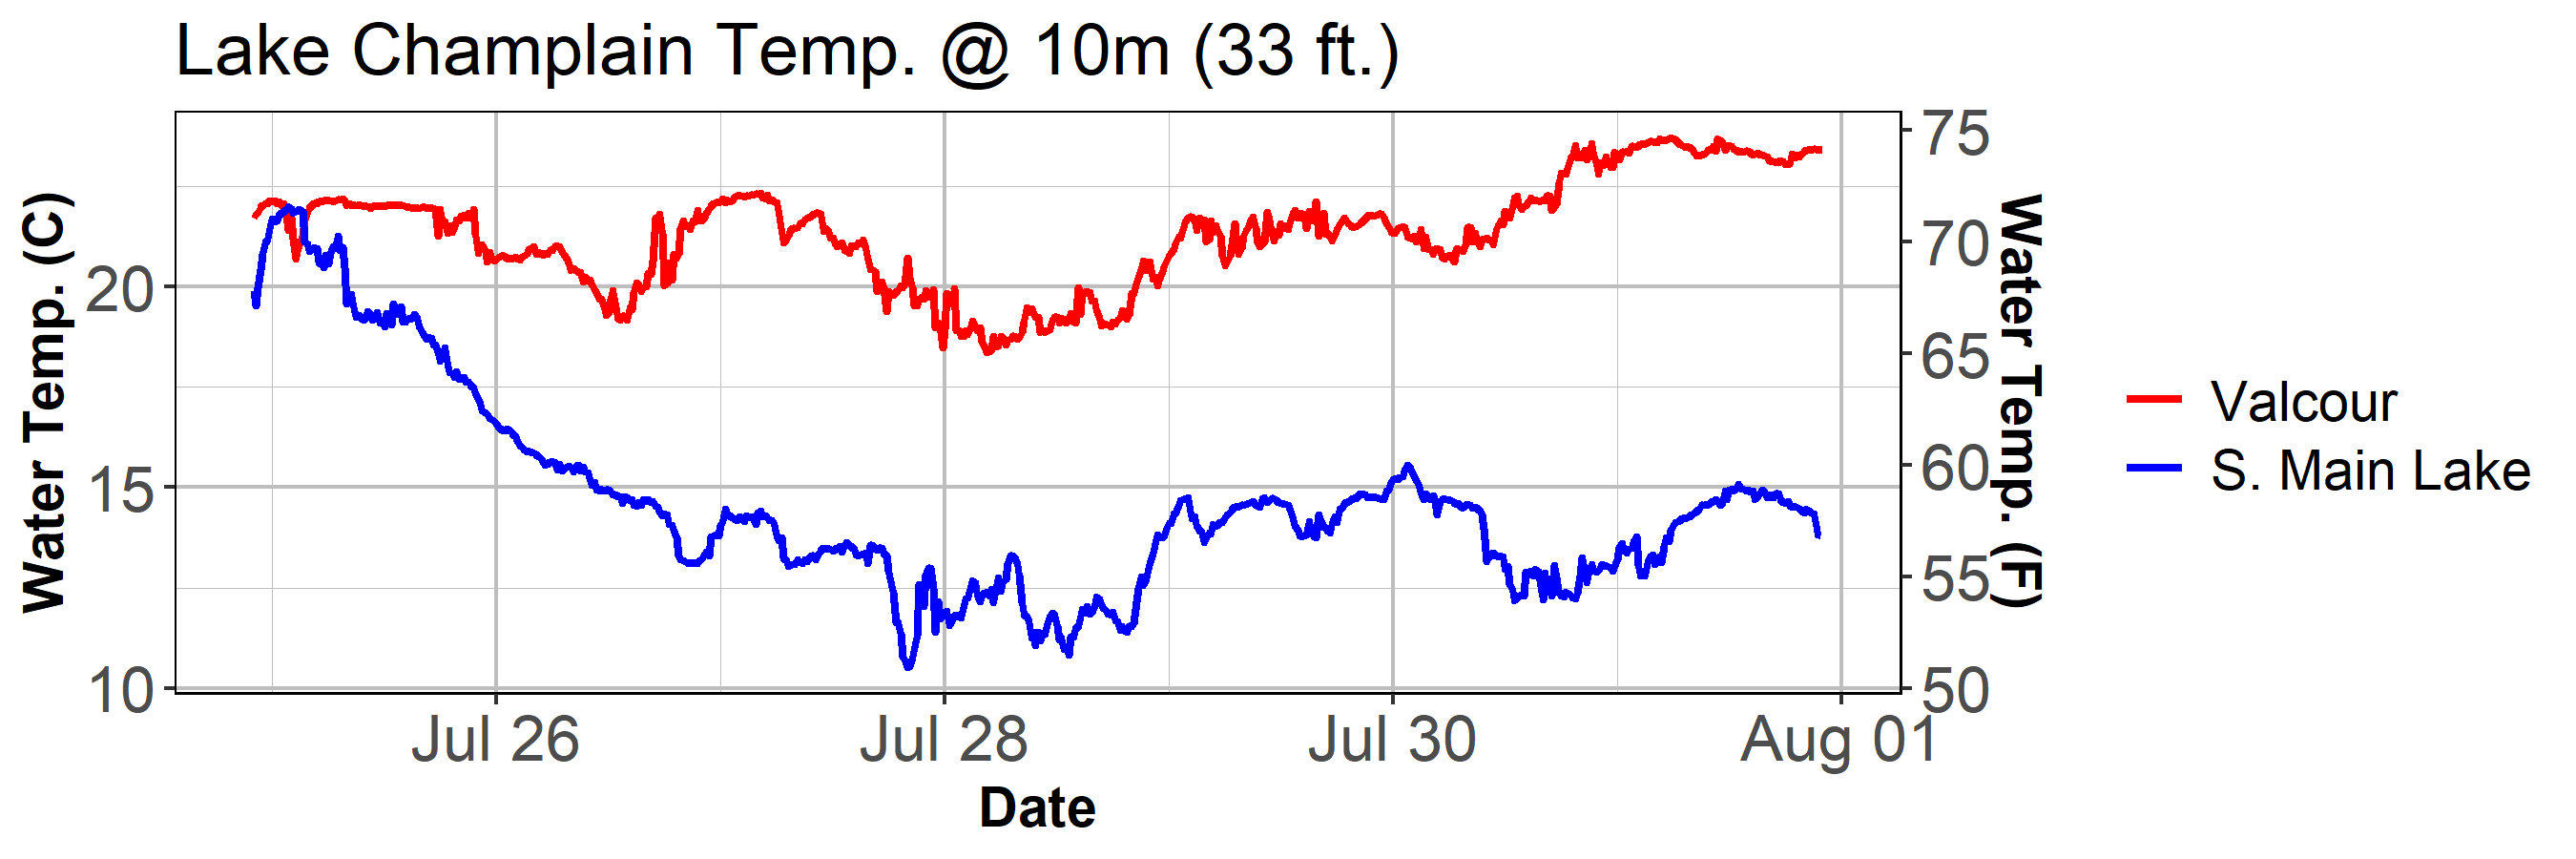 Lake Champlain Temp. @ 10m (33 ft.)
Water Temp. (C)
20
15
10
75
70
65
60
55
50
Water Temp. (F)
Jul 26
Jul 28
Jul 30
Aug 01
Date
Valcour
S. Main Lake